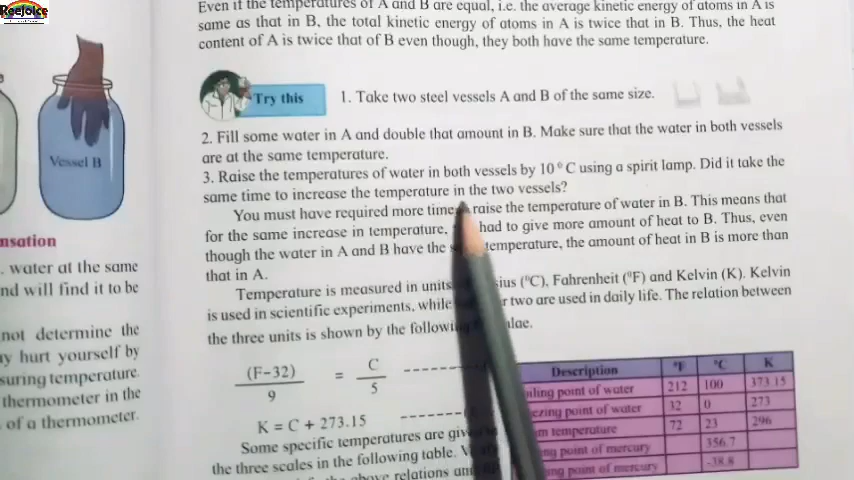 Reejoice
Even if the temperatures of A and B are equal, i.e. the average kinetic energy of atoms in A is
same as that in B, the total kinetic energy of atoms in A is twice that in B. Thus, the heat
content of A is twice that of B even though, they both have the same temperature.
Try this
1. Take two steel vessels A and B of the same size.
2. Fill some water in A and double that amount in B. Make sure that the water in both vessels
are at the same temperature.
3. Raise the temperatures of water in both vessels by 10 ° C using a spirit lamp. Did it take the
same time to increase the temperature in the two vessels?
You must have required more time raise the temperature of water in B. This means that
for the same increase in temperature, had to give more amount of heat to B. Thus, even
though the water in A and B have the temperature, the amount of heat in B is more than
that in A.
Temperature is measured in units (°C), Fahrenheit (°F) and Kelvin (K). Kelvin
is used in scientific experiments, while two are used in daily life. The relation between
the three units is shown by the following
(F-32) / 9 = C / 5
K = C + 273.15
Some specific temperatures are
the three scales in the following table.
above relations
Description °F °C K
point of water 212 100 373.15
point of water 32 0 273
temperature 72 23 296
point of mercury 356.7
point of mercury -38.8
Vessel B
nsation
. water at the same
nd will find it to be
not determine the
ay hurt yourself by
suring temperature.
thermometer in the
of a thermometer.